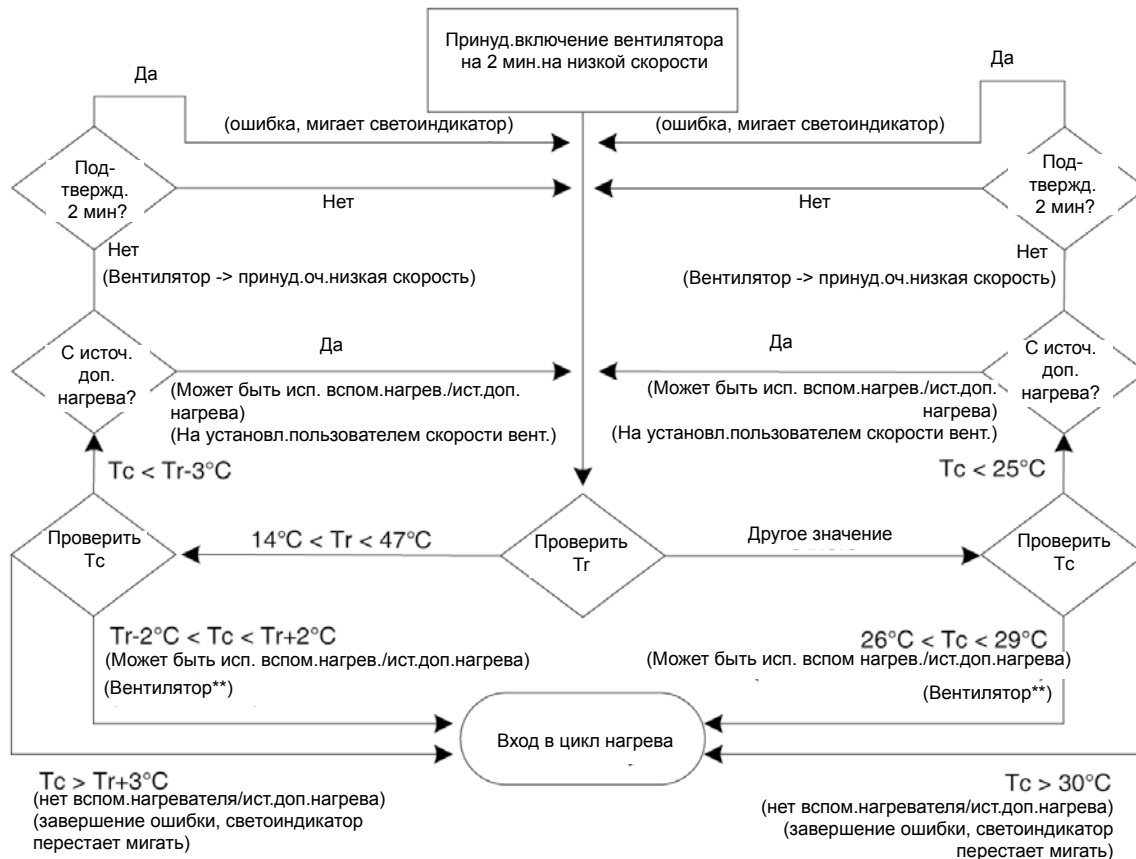 Принуд.включение вентилятора
на 2 мин.на низкой скорости
Да
Да
(ошибка, мигает светоиндикатор)
(ошибка, мигает светоиндикатор)
Под-
твержд.
2 мин?
Под-
твержд.
2 мин?
Нет
Нет
Нет
(Вентилятор -> принуд.оч.низкая скорость)
Нет
(Вентилятор -> принуд.оч.низкая скорость)
С источ.
доп.
нагрева?
Да
(Может быть исп. вспом.нагрев./ист.доп.
нагрева)
(На установл.пользователем скорости вент.)
Да
(Может быть исп. вспом.нагрев./ист.доп.
нагрева)
(На установл.пользователем скорости вент.)
С источ.
доп.
нагрева?
Tc < Tr-3°C
Tc < 25°C
Проверить
Tc
14°C < Tr < 47°C
Проверить
Tr
Другое значение
Проверить
Tc
Tr-2°C < Tc < Tr+2°C
(Может быть исп. вспом.нагрев./ист.доп.нагрева)
(Вентилятор**)
26°C < Tc < 29°C
(Может быть исп. вспом нагрев./ист.доп.нагрева)
(Вентилятор**)
Вход в цикл нагрева
Tc > Tr+3°C
(нет вспом.нагревателя/ист.доп.нагрева)
(завершение ошибки, светоиндикатор
перестает мигать)
Tc > 30°C
(нет вспом.нагревателя/ист.доп.нагрева)
(завершение ошибки, светоиндикатор
перестает мигать)